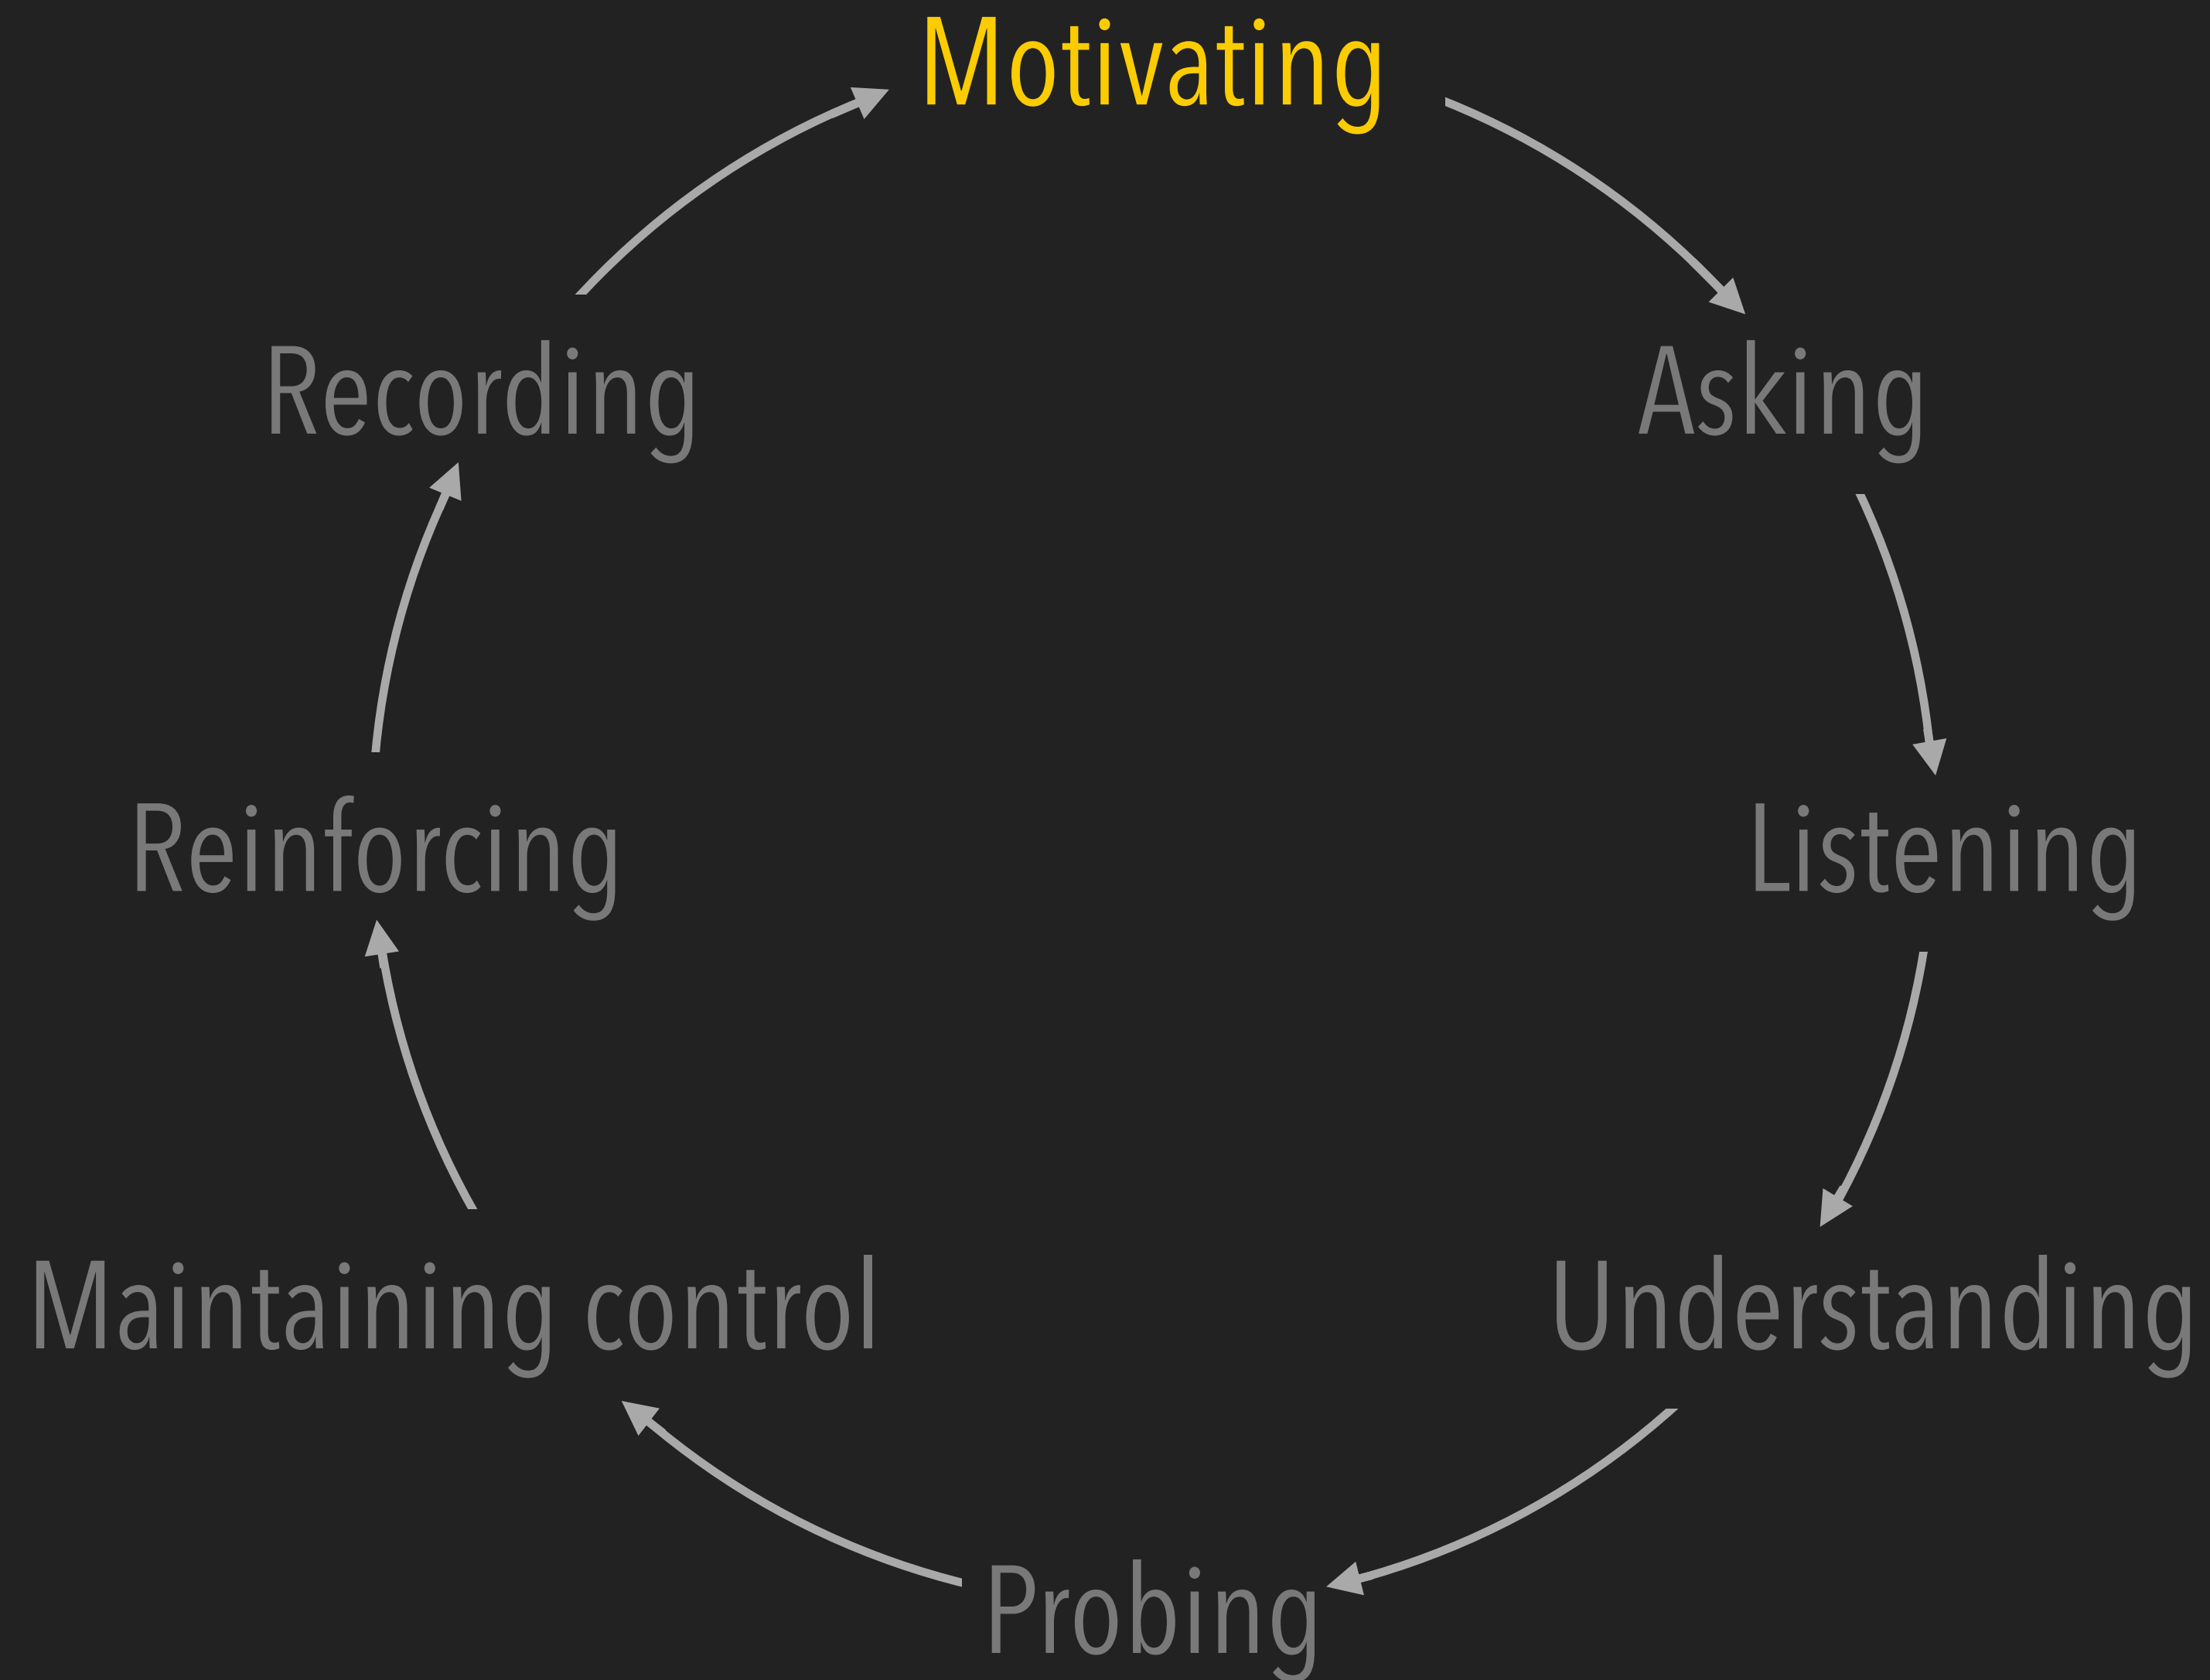 Motivating
Asking
Listening
Understanding
Probing
Maintaining control
Reinforcing
Recording